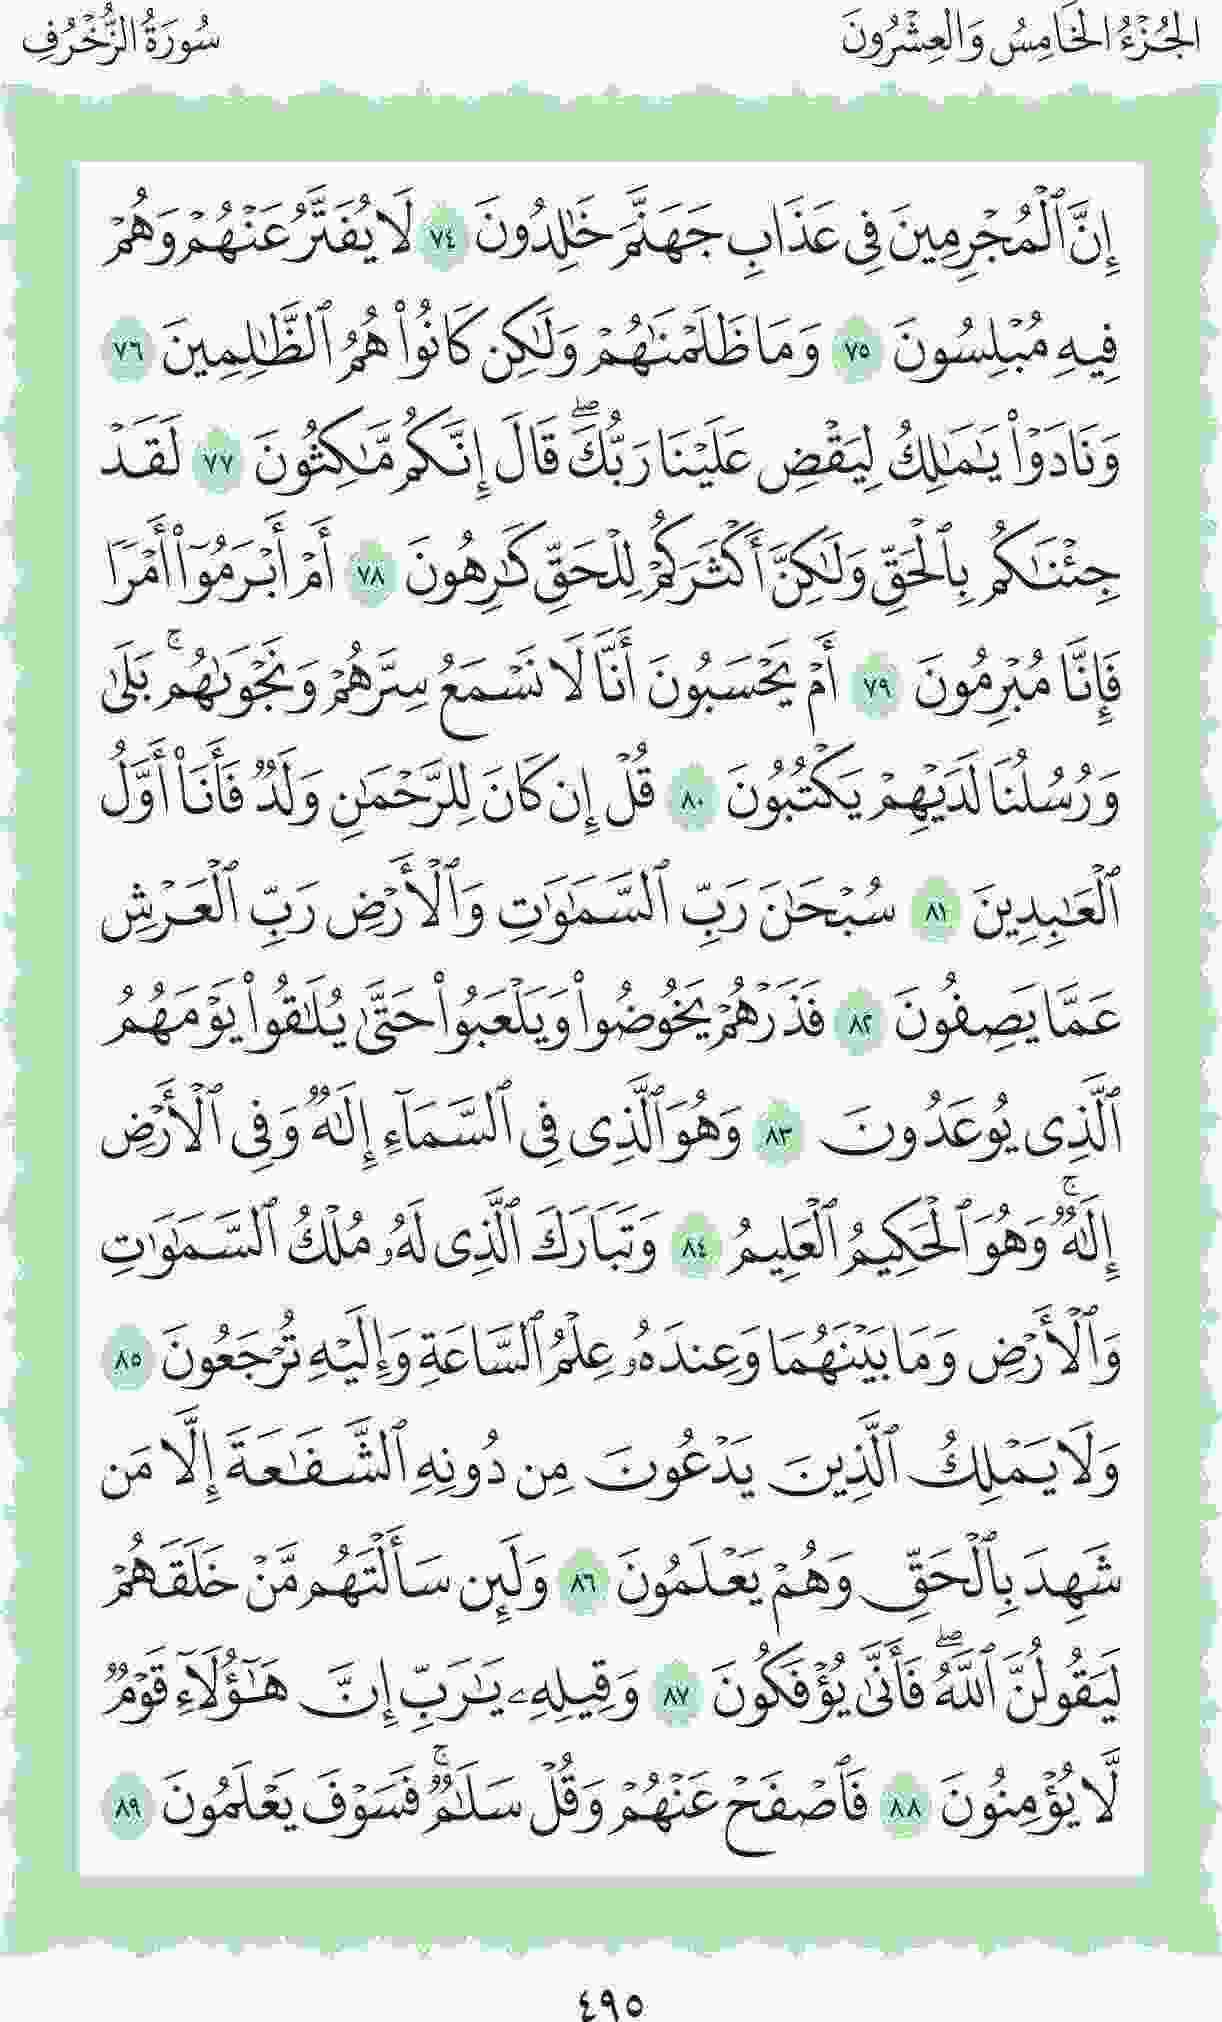 الجُزْءُ الخَامِسُ وَالعِشْرُونَ
سُورَةُ الزُّخْرُفِ
إِنَّ ٱلْمُجْرِمِينَ فِى عَذَابِ جَهَنَّمَ خَٰلِدُونَ ٧٤ لَا يُفَتَّرُ عَنْهُمْ وَهُمْ
فِيهِ مُبْلِسُونَ ٧٥ وَمَا ظَلَمْنَٰهُمْ وَلَٰكِن كَانُوا۟ هُمُ ٱلظَّٰلِمِينَ ٧٦
وَنَادَوْا۟ يَٰمَٰلِكُ لِيَقْضِ عَلَيْنَا رَبُّكَ ۖ قَالَ إِنَّكُم مَّٰكِثُونَ ٧٧ لَقَدْ
جِئْنَٰكُم بِٱلْحَقِّ وَلَٰكِنَّ أَكْثَرَكُمْ لِلْحَقِّ كَٰرِهُونَ ٧٨ أَمْ أَبْرَمُوٓا۟ أَمْرًا
فَإِنَّا مُبْرِمُونَ ٧٩ أَمْ يَحْسَبُونَ أَنَّا لَا نَسْمَعُ سِرَّهُمْ وَنَجْوَىٰهُم ۚ بَلَىٰ
وَرُسُلُنَا لَدَيْهِمْ يَكْتُبُونَ ٨٠ قُلْ إِن كَانَ لِلرَّحْمَٰنِ وَلَدٌ فَأَنَا۠ أَوَّلُ
ٱلْعَٰبِدِينَ ٨١ سُبْحَٰنَ رَبِّ ٱلسَّمَٰوَٰتِ وَٱلْأَرْضِ رَبِّ ٱلْعَرْشِ
عَمَّا يَصِفُونَ ٨٢ فَذَرْهُمْ يَخُوضُوا۟ وَيَلْعَبُوا۟ حَتَّىٰ يُلَٰقُوا۟ يَوْمَهُمُ
ٱلَّذِى يُوعَدُونَ ٨٣ وَهُوَ ٱلَّذِى فِى ٱلسَّمَآءِ إِلَٰهٌ وَفِى ٱلْأَرْضِ
إِلَٰهٌ ۚ وَهُوَ ٱلْحَكِيمُ ٱلْعَلِيمُ ٨٤ وَتَبَارَكَ ٱلَّذِى لَهُۥ مُلْكُ ٱلسَّمَٰوَٰتِ
وَٱلْأَرْضِ وَمَا بَيْنَهُمَا وَعِندَهُۥ عِلْمُ ٱلسَّاعَةِ وَإِلَيْهِ تُرْجَعُونَ ٨٥
وَلَا يَمْلِكُ ٱلَّذِينَ يَدْعُونَ مِن دُونِهِ ٱلشَّفَٰعَةَ إِلَّا مَن
شَهِدَ بِٱلْحَقِّ وَهُمْ يَعْلَمُونَ ٨٦ وَلَئِن سَأَلْتَهُم مَّنْ خَلَقَهُمْ
لَيَقُولُنَّ ٱللَّهُ ۖ فَأَنَّىٰ يُؤْفَكُونَ ٨٧ وَقِيلِهِۦ يَٰرَبِّ إِنَّ هَٰٓؤُلَآءِ قَوْمٌ
لَّا يُؤْمِنُونَ ٨٨ فَٱصْفَحْ عَنْهُمْ وَقُلْ سَلَٰمٌ ۚ فَسَوْفَ يَعْلَمُونَ ٨٩
٤٩٥